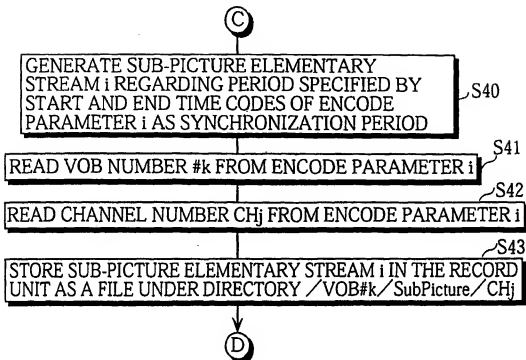 C
GENERATE SUB-PICTURE ELEMENTARY
STREAM i REGARDING PERIOD SPECIFIED BY
START AND END TIME CODES OF ENCODE
PARAMETER i AS SYNCHRONIZATION PERIOD
S40
S41
READ VOB NUMBER #k FROM ENCODE PARAMETER i
S42
READ CHANNEL NUMBER CHj FROM ENCODE PARAMETER i
S43
STORE SUB-PICTURE ELEMENTARY STREAM i IN THE RECORD
UNIT AS A FILE UNDER DIRECTORY /VOB#k/SubPicture/CHj
D